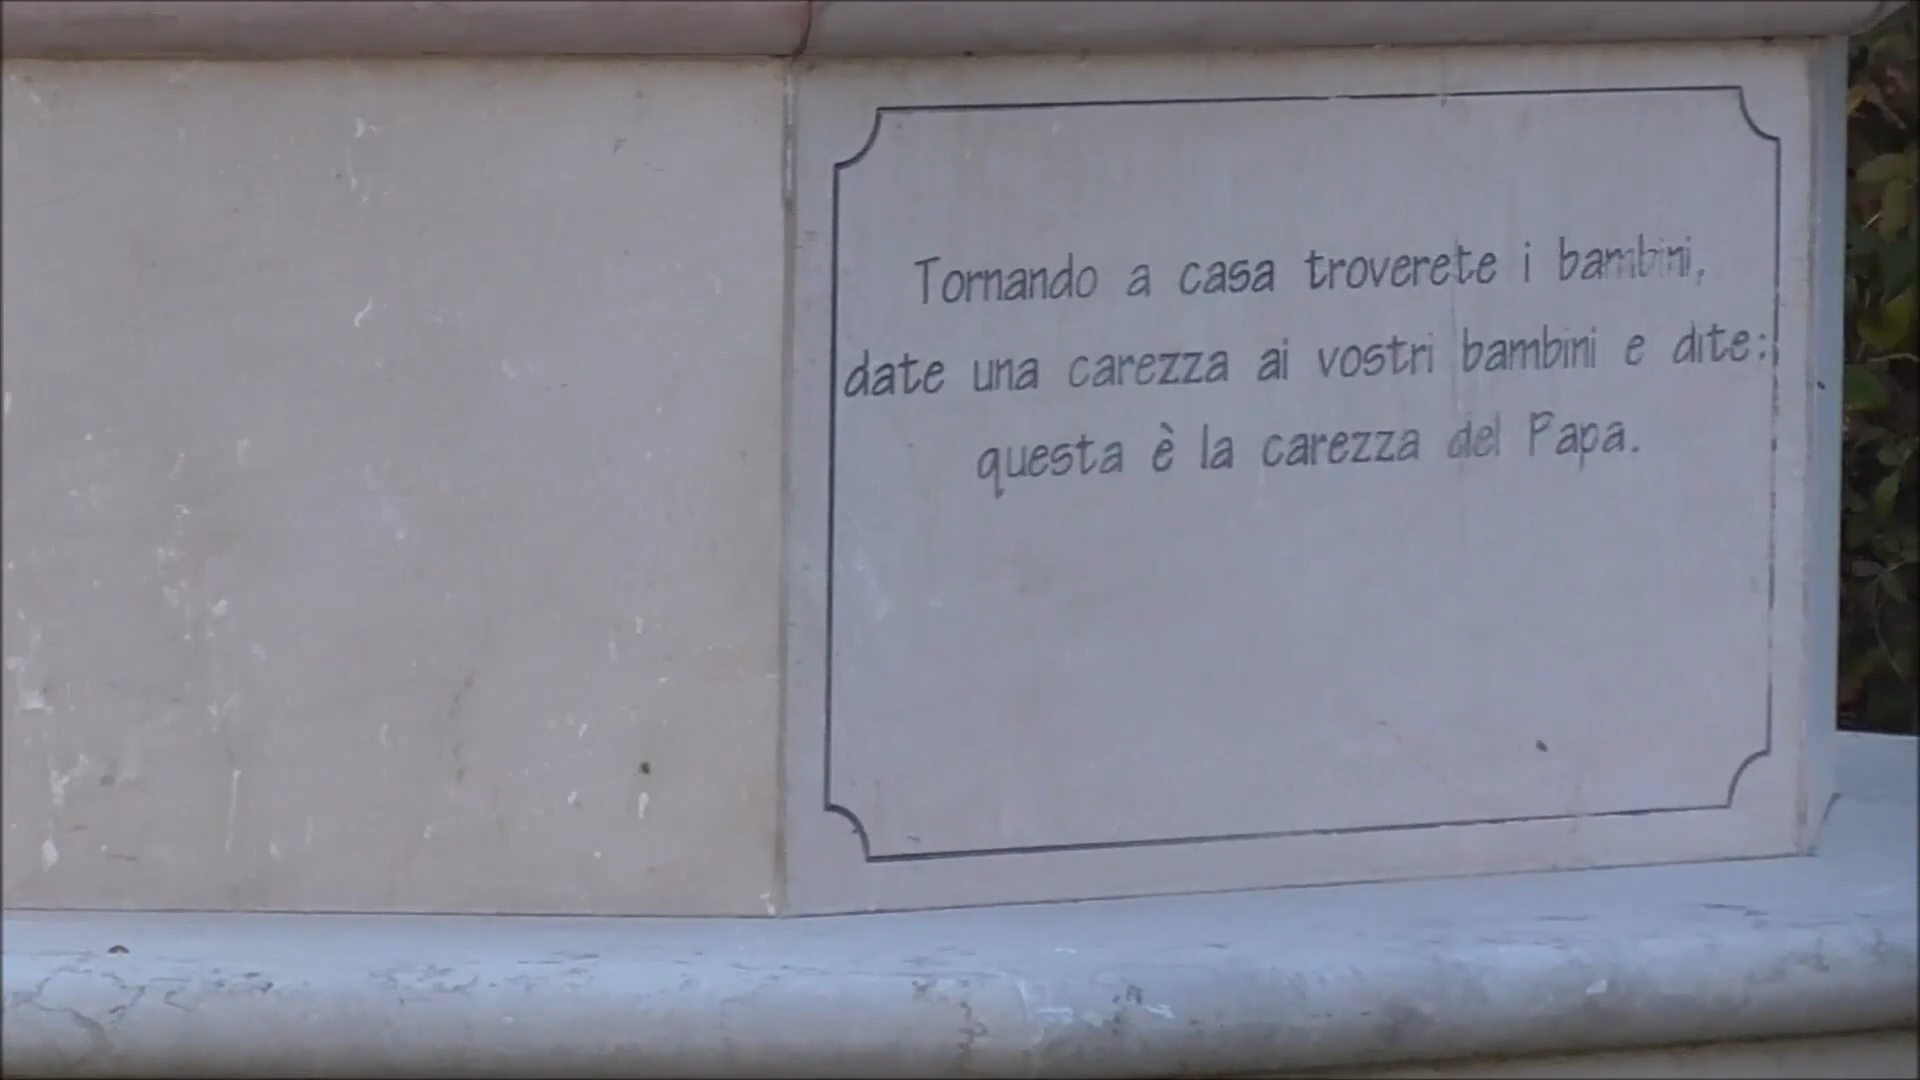 Tornando a casa troverete i bambini,
date una carezza ai vostri bambini e dite:
questa è la carezza del Papa.